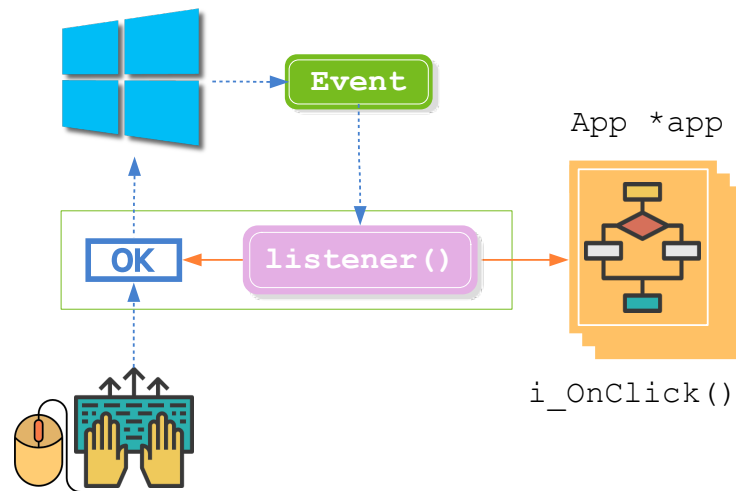 Event
App *app
OK
listener()
i_OnClick()